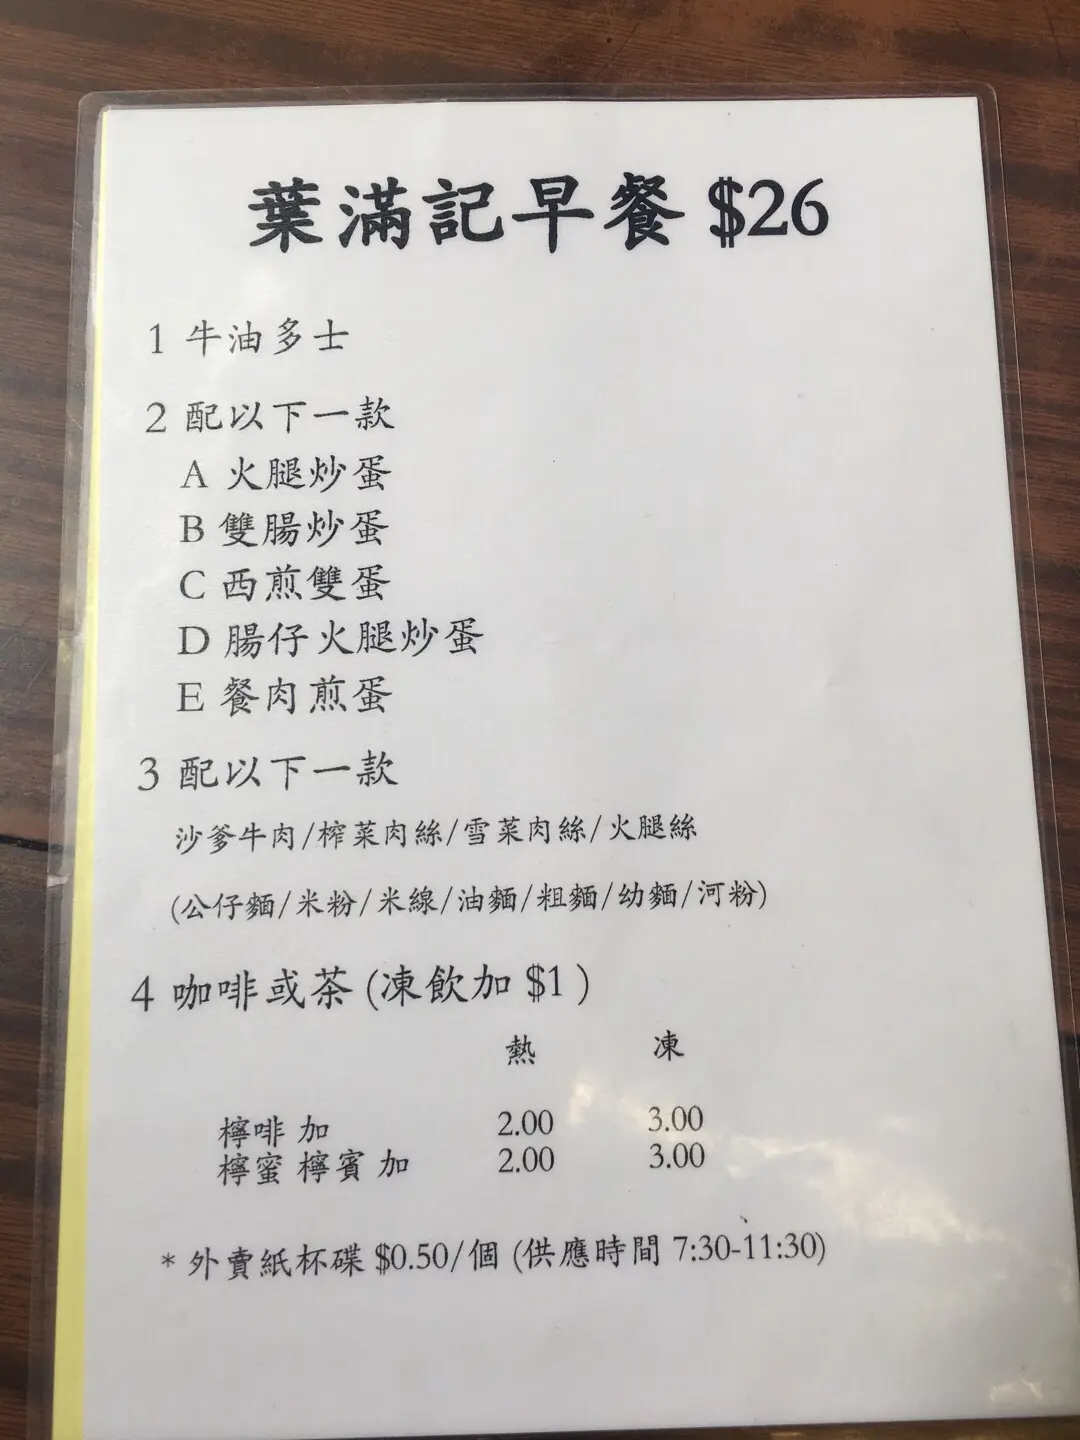 葉滿記早餐 $26
1 牛油多士
2 配以下一款
A 火腿炒蛋
B 雙腸炒蛋
C 西煎雙蛋
D 腸仔火腿炒蛋
E 餐肉煎蛋
3 配以下一款
沙爹牛肉/榨菜肉絲/雪菜肉絲/火腿絲
(公仔麵/米粉/米線/油麵/粗麵/幼麵/河粉)
4 咖啡或茶 (凍飲加 $1 )
熱 凍
檸啡 加 2.00 3.00
檸蜜 檸賓 加 2.00 3.00
* 外賣紙杯碟 $0.50/個 (供應時間 7:30-11:30)